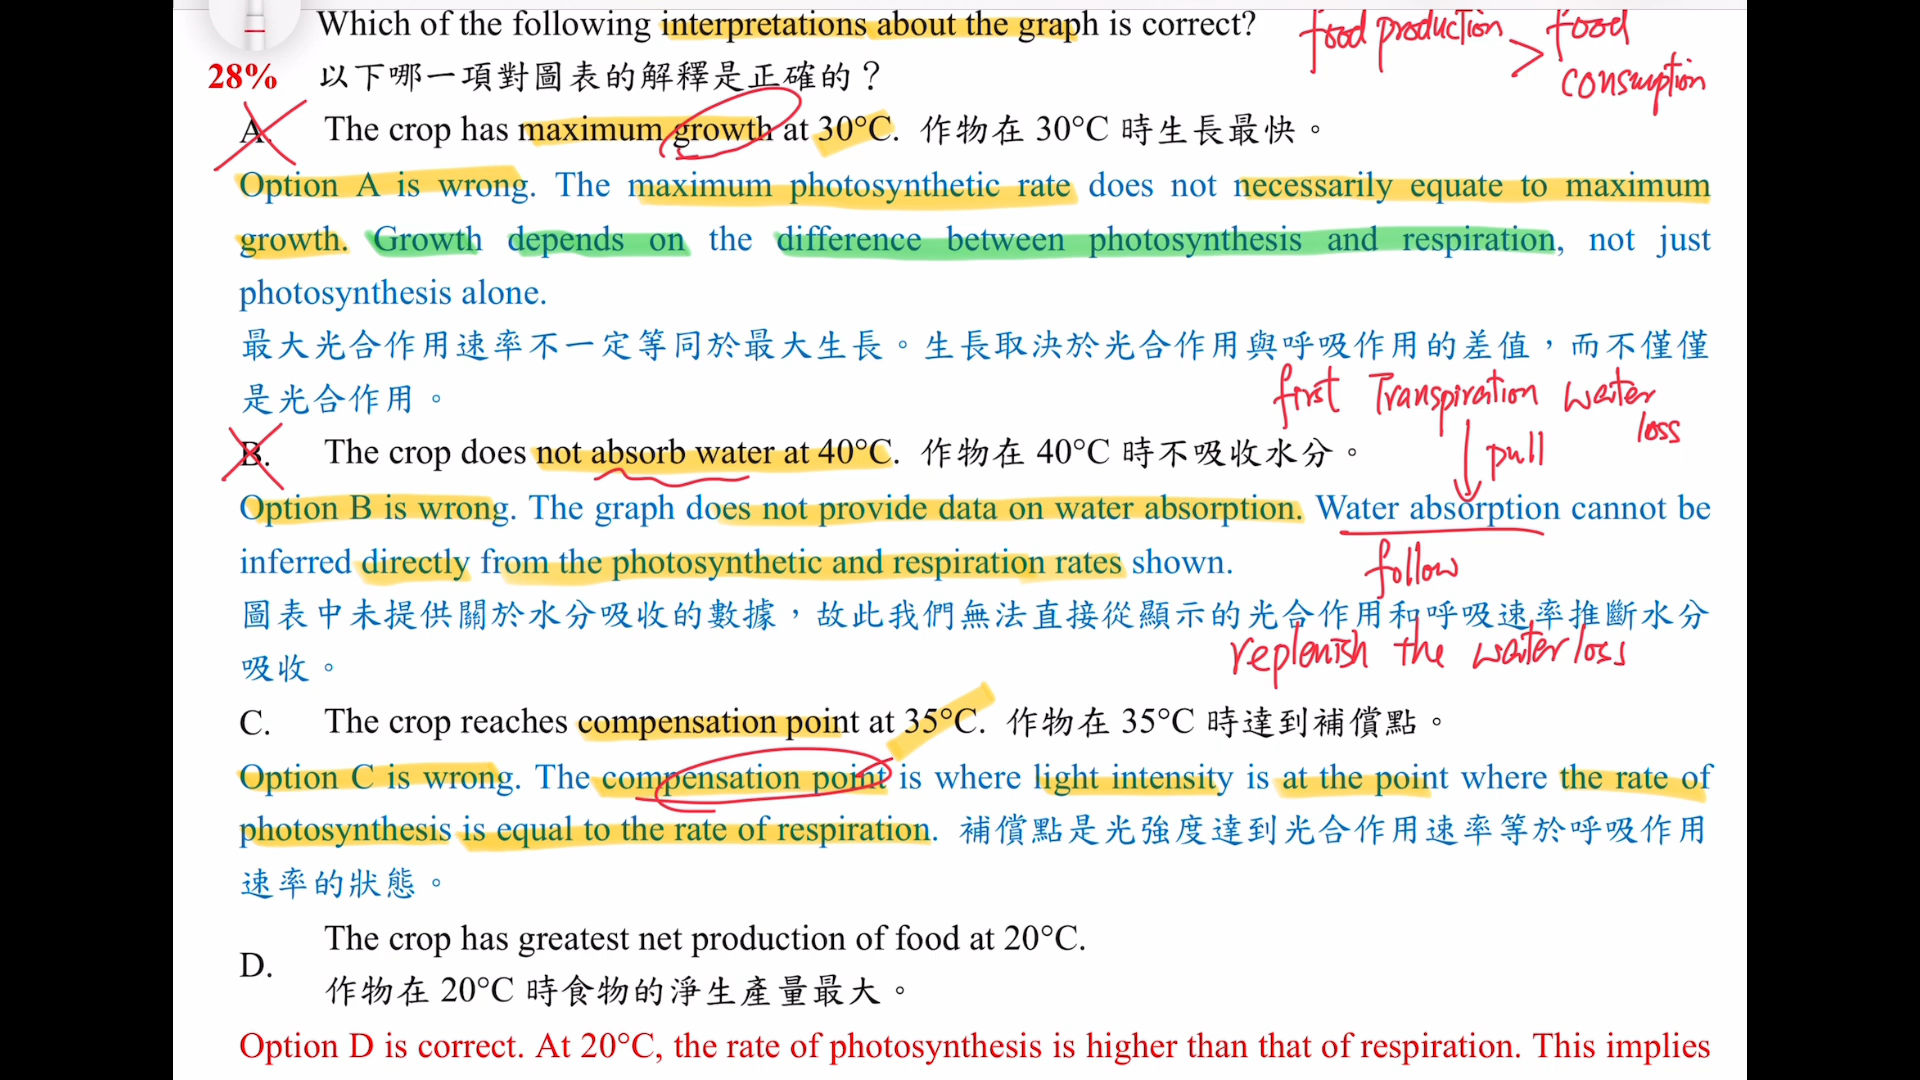 Which of the following interpretations about the graph is correct?
food production > food consumption
28% 以下哪一項對圖表的解釋是正確的？
A. The crop has maximum growth at 30°C. 作物在 30°C 時生長最快。
Option A is wrong. The maximum photosynthetic rate does not necessarily equate to maximum
growth. Growth depends on the difference between photosynthesis and respiration, not just
photosynthesis alone.
最大光合作用速率不一定等同於最大生長。生長取決於光合作用與呼吸作用的差值，而不僅僅
是光合作用。
first Transpiration water loss
B. The crop does not absorb water at 40°C. 作物在 40°C 時不吸收水分。
pull
Option B is wrong. The graph does not provide data on water absorption. Water absorption cannot be
inferred directly from the photosynthetic and respiration rates shown.
follow
圖表中未提供關於水分吸收的數據，故此我們無法直接從顯示的光合作用和呼吸速率推斷水分
吸收。
replenish the water loss
C. The crop reaches compensation point at 35°C. 作物在 35°C 時達到補償點。
Option C is wrong. The compensation point is where light intensity is at the point where the rate of
photosynthesis is equal to the rate of respiration. 補償點是光強度達到光合作用速率等於呼吸作用
速率的狀態。
D. The crop has greatest net production of food at 20°C.
作物在 20°C 時食物的淨生產量最大。
Option D is correct. At 20°C, the rate of photosynthesis is higher than that of respiration. This implies